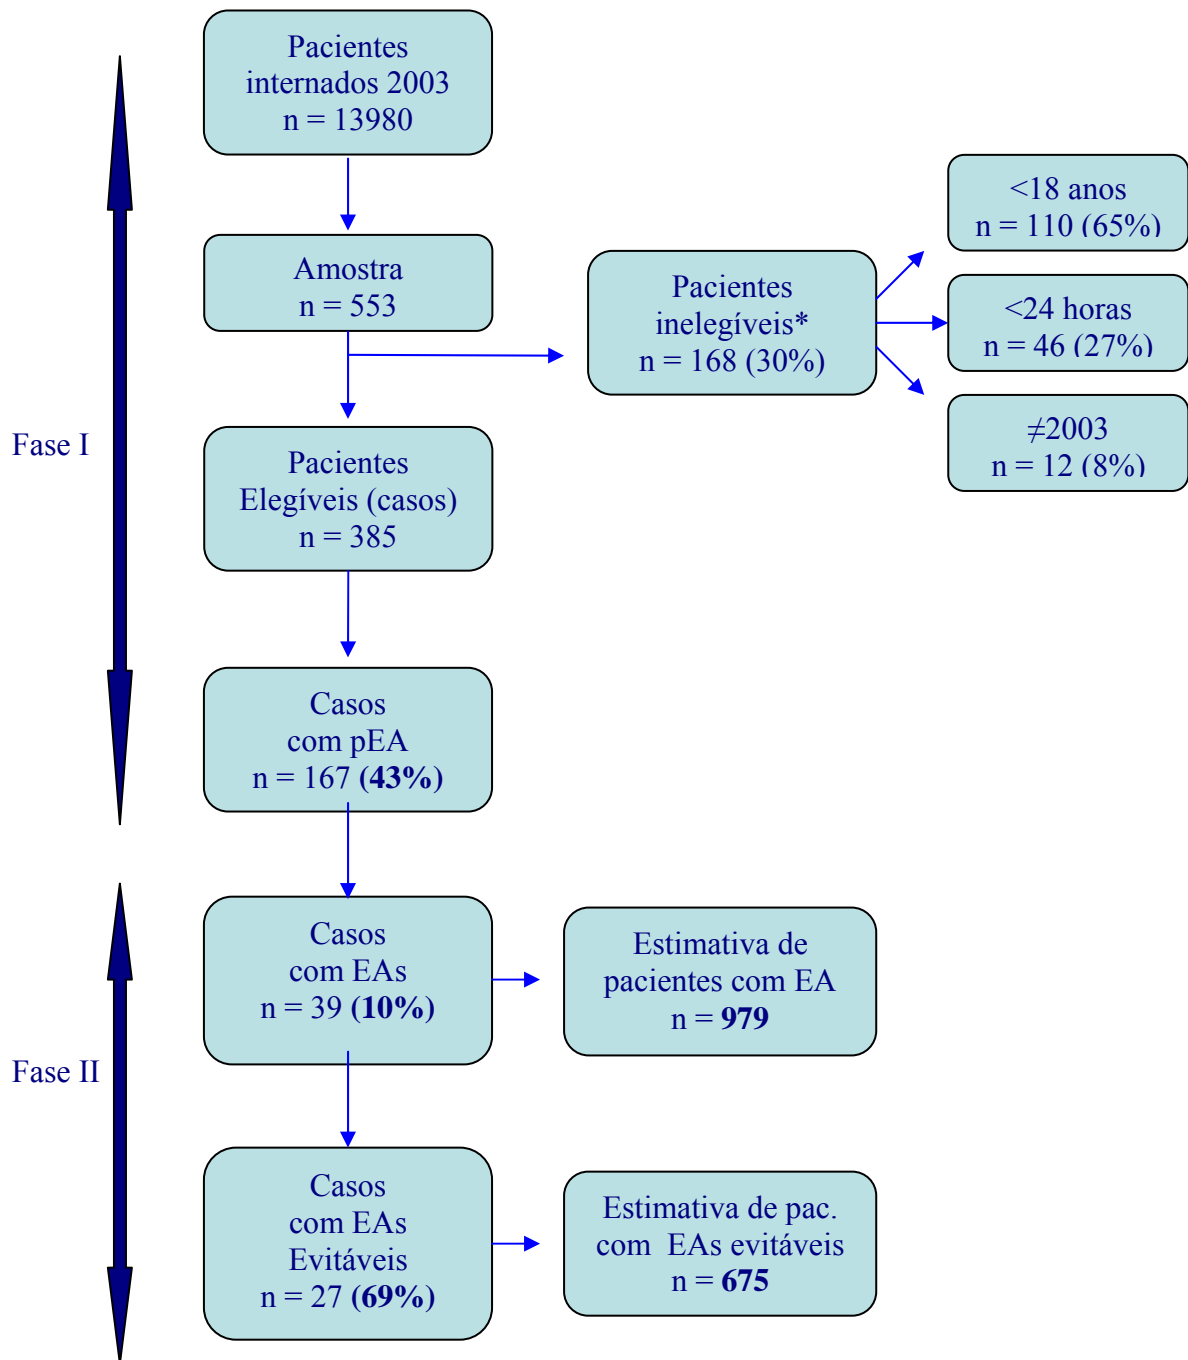 Pacientes
internados 2003
n = 13980
<18 anos
n = 110 (65%)
Amostra
n = 553
Pacientes
inelegíveis*
n = 168 (30%)
<24 horas
n = 46 (27%)
≠2003
n = 12 (8%)
Fase I
Pacientes
Elegíveis (casos)
n = 385
Casos
com pEA
n = 167 (43%)
Casos
com EAs
n = 39 (10%)
Estimativa de
pacientes com EA
n = 979
Fase II
Casos
com EAs
Evitáveis
n = 27 (69%)
Estimativa de pac.
com EAs evitáveis
n = 675